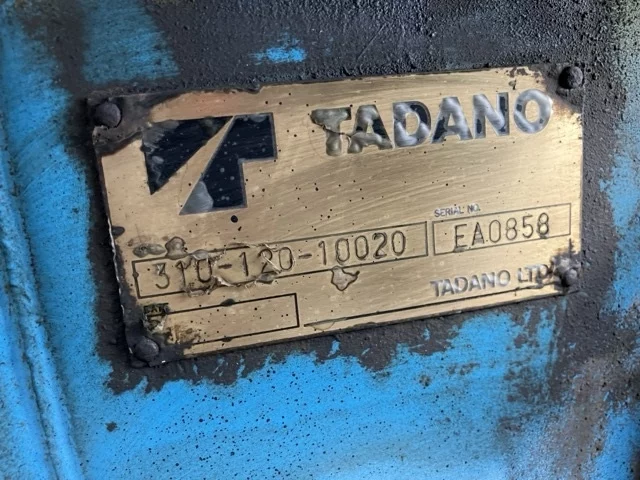 TADANO
SERIAL NO.
310-120-10020 EA0858
TADANO LTD